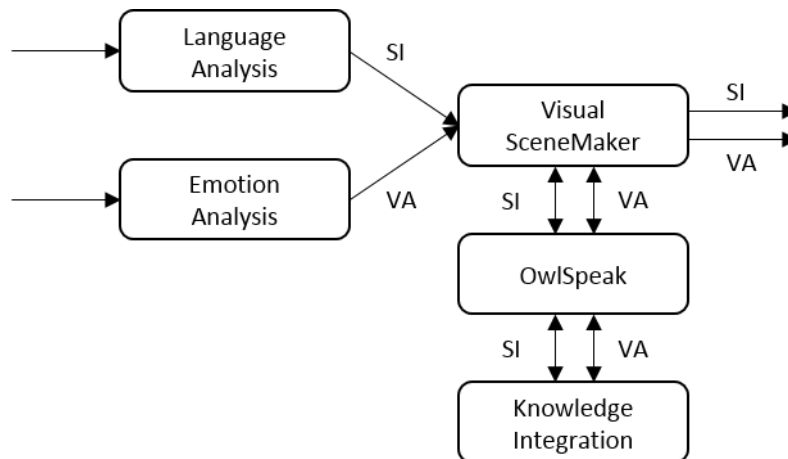 Language
Analysis
SI
Visual
SceneMaker
SI
VA
Emotion
Analysis
VA
SI
VA
OwlSpeak
SI
VA
Knowledge
Integration